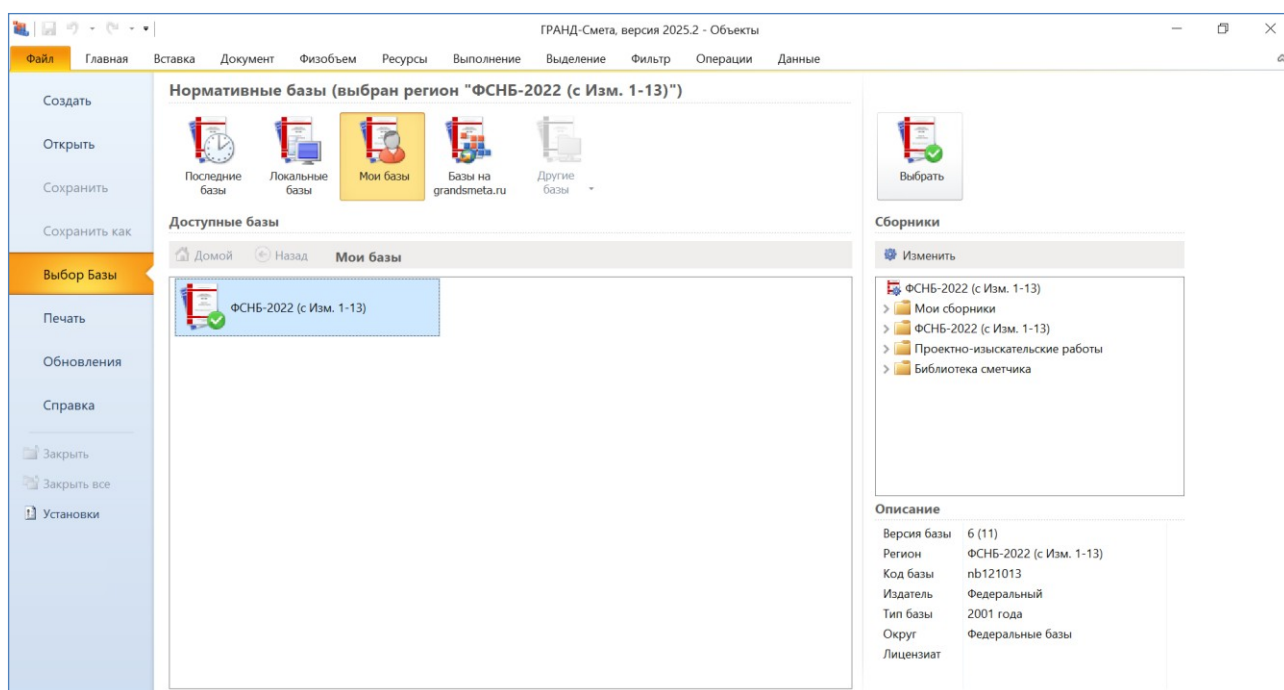 ГРАНД-Смета, версия 2025.2 - Объекты
Файл Главная Вставка Документ Физобъем Ресурсы Выполнение Выделение Фильтр Операции Данные
Создать
Открыть
Сохранить
Сохранить как
Выбор Базы
Печать
Обновления
Справка
Закрыть
Закрыть все
Установки
Нормативные базы (выбран регион "ФСНБ-2022 (с Изм. 1-13)")
Последние базы
Локальные базы
Мои базы
Базы на grandsmeta.ru
Другие базы
Доступные базы
Домой Назад Мои базы
ФСНБ-2022 (с Изм. 1-13)
Выбрать
Сборники
Изменить
ФСНБ-2022 (с Изм. 1-13)
Мои сборники
ФСНБ-2022 (с Изм. 1-13)
Проектно-изыскательские работы
Библиотека сметчика
Описание
Версия базы 6 (11)
Регион ФСНБ-2022 (с Изм. 1-13)
Код базы nb121013
Издатель Федеральный
Тип базы 2001 года
Округ Федеральные базы
Лицензиат